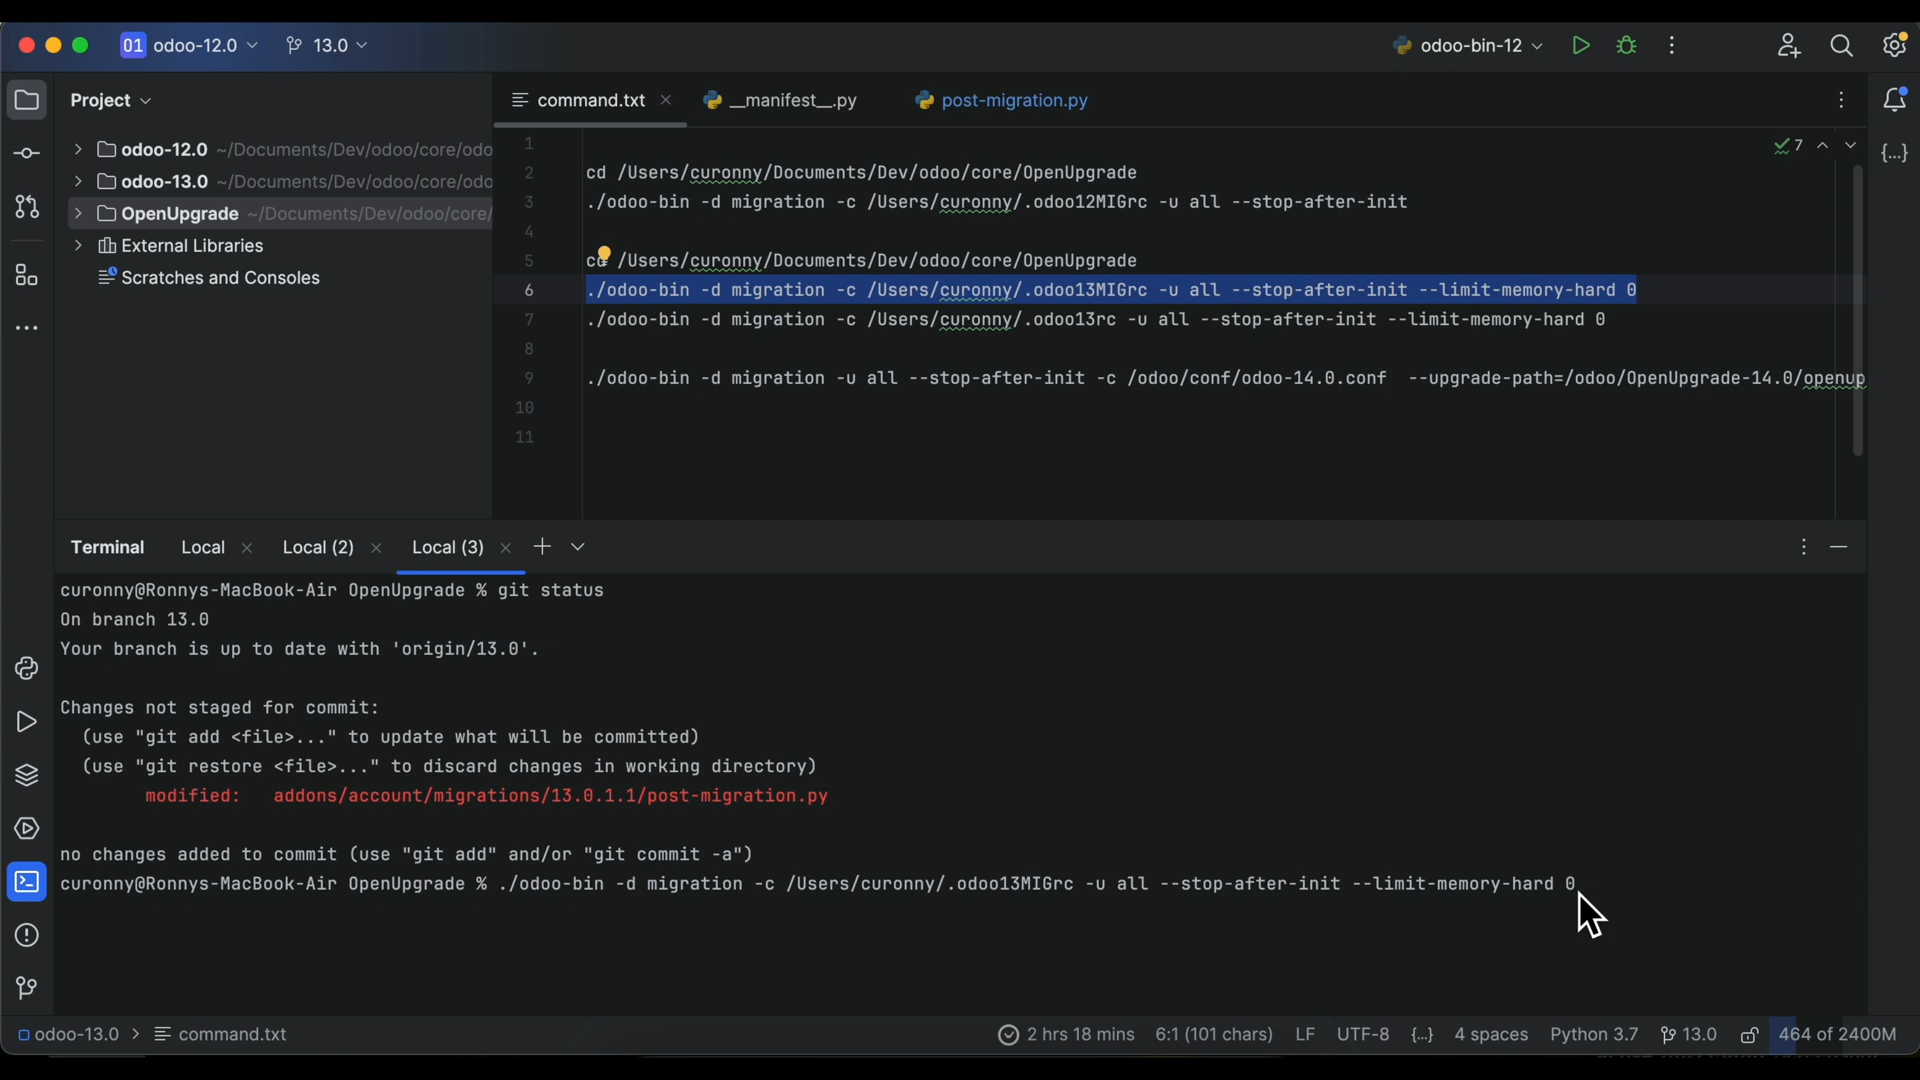 01 odoo-12.0 13.0 odoo-bin-12
Project
command.txt __manifest__.py post-migration.py
odoo-12.0 ~/Documents/Dev/odoo/core/odo
odoo-13.0 ~/Documents/Dev/odoo/core/odo
OpenUpgrade ~/Documents/Dev/odoo/core/
External Libraries
Scratches and Consoles
7
1
2 cd /Users/curonny/Documents/Dev/odoo/core/OpenUpgrade
3 ./odoo-bin -d migration -c /Users/curonny/.odoo12MIGrc -u all --stop-after-init
4
5 cd /Users/curonny/Documents/Dev/odoo/core/OpenUpgrade
6 ./odoo-bin -d migration -c /Users/curonny/.odoo13MIGrc -u all --stop-after-init --limit-memory-hard 0
7 ./odoo-bin -d migration -c /Users/curonny/.odoo13rc -u all --stop-after-init --limit-memory-hard 0
8
9 ./odoo-bin -d migration -u all --stop-after-init -c /odoo/conf/odoo-14.0.conf --upgrade-path=/odoo/OpenUpgrade-14.0/openup
10
11
Terminal Local Local (2) Local (3)
curonny@Ronnys-MacBook-Air OpenUpgrade % git status
On branch 13.0
Your branch is up to date with 'origin/13.0'.
Changes not staged for commit:
(use "git add <file>..." to update what will be committed)
(use "git restore <file>..." to discard changes in working directory)
modified: addons/account/migrations/13.0.1.1/post-migration.py
no changes added to commit (use "git add" and/or "git commit -a")
curonny@Ronnys-MacBook-Air OpenUpgrade % ./odoo-bin -d migration -c /Users/curonny/.odoo13MIGrc -u all --stop-after-init --limit-memory-hard 0
odoo-13.0 > command.txt 2 hrs 18 mins 6:1 (101 chars) LF UTF-8 {..} 4 spaces Python 3.7 13.0 464 of 2400M